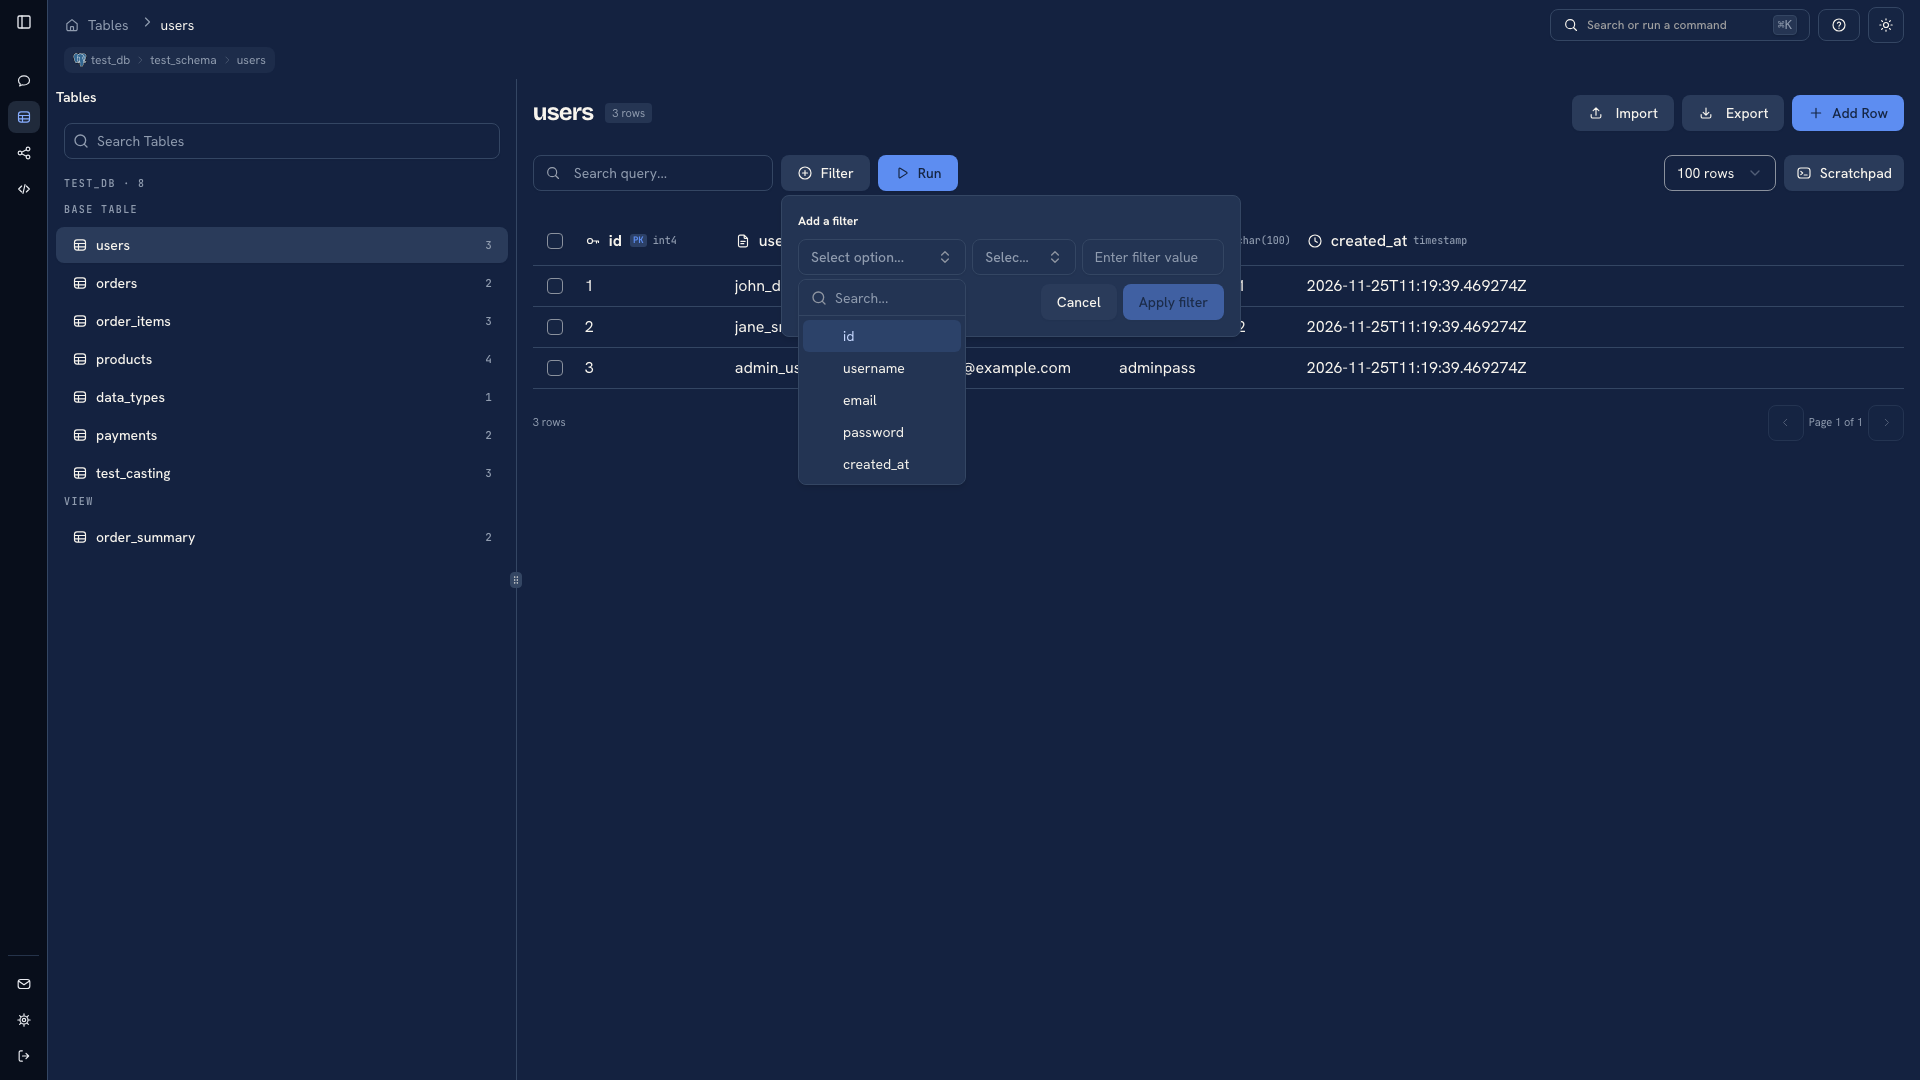 Tables
users
Search or run a command
⌘K
test_db
test_schema
users
Tables
Search Tables
TEST_DB · 8
BASE TABLE
users 3
orders 2
order_items 3
products 4
data_types 1
payments 2
test_casting 3
VIEW
order_summary 2
users
3 rows
Import
Export
Add Row
Search query...
Filter
Run
100 rows
Scratchpad
Add a filter
Select option...
Selec...
Enter filter value
Cancel
Apply filter
Search...
id
username
email
password
created_at
id PK int4
use
char(100)
created_at timestamp
1 john_d 1 2026-11-25T11:19:39.469274Z
2 jane_s 2 2026-11-25T11:19:39.469274Z
3 admin_us @example.com adminpass 2026-11-25T11:19:39.469274Z
3 rows
Page 1 of 1